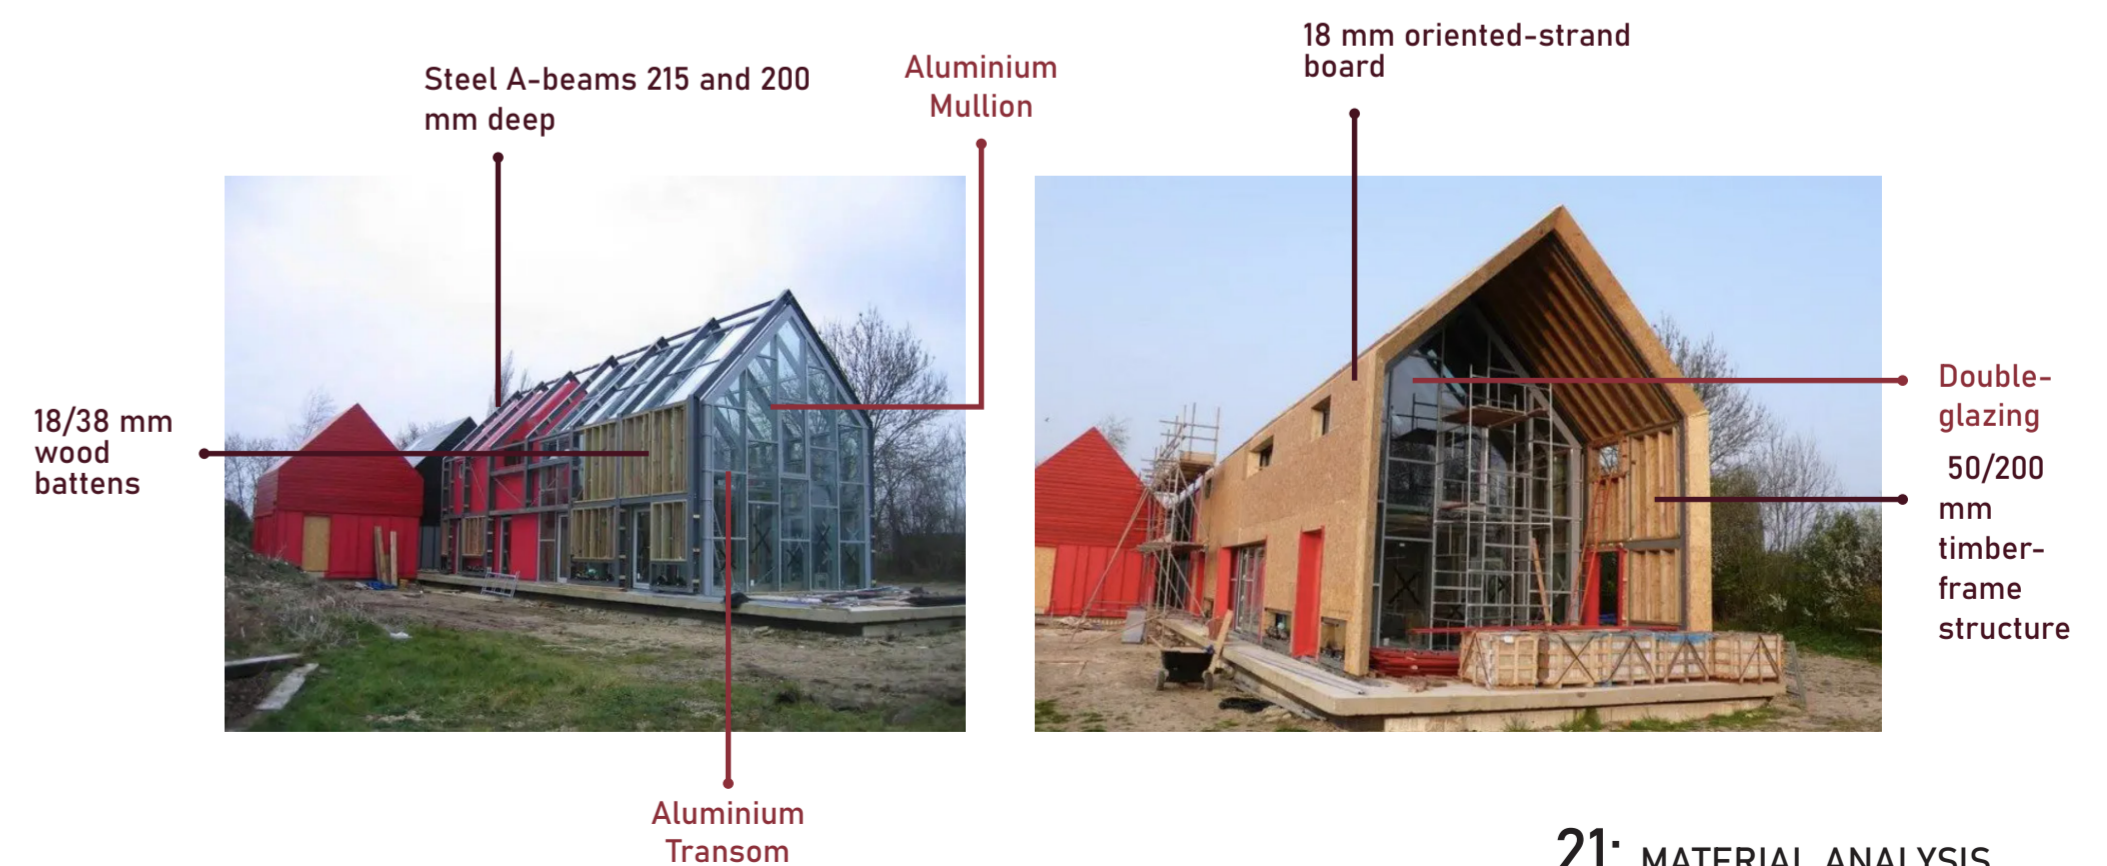 18 mm oriented-strand
board
Steel A-beams 215 and 200
mm deep
Aluminium
Mullion
18/38 mm
wood
battens
Double-
glazing
50/200
mm
timber-
frame
structure
Aluminium
Transom
21: MATERIAL ANALYSIS